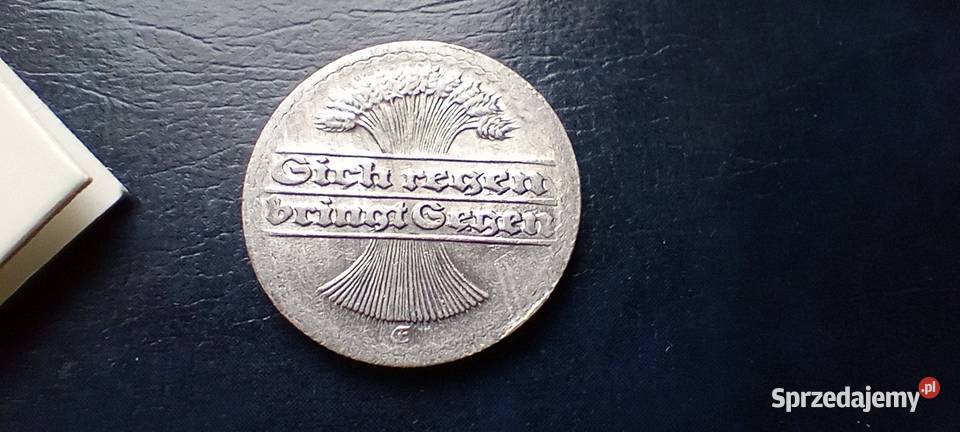 Sich regen
bringt Segen
E
Sprzedajemy.pl